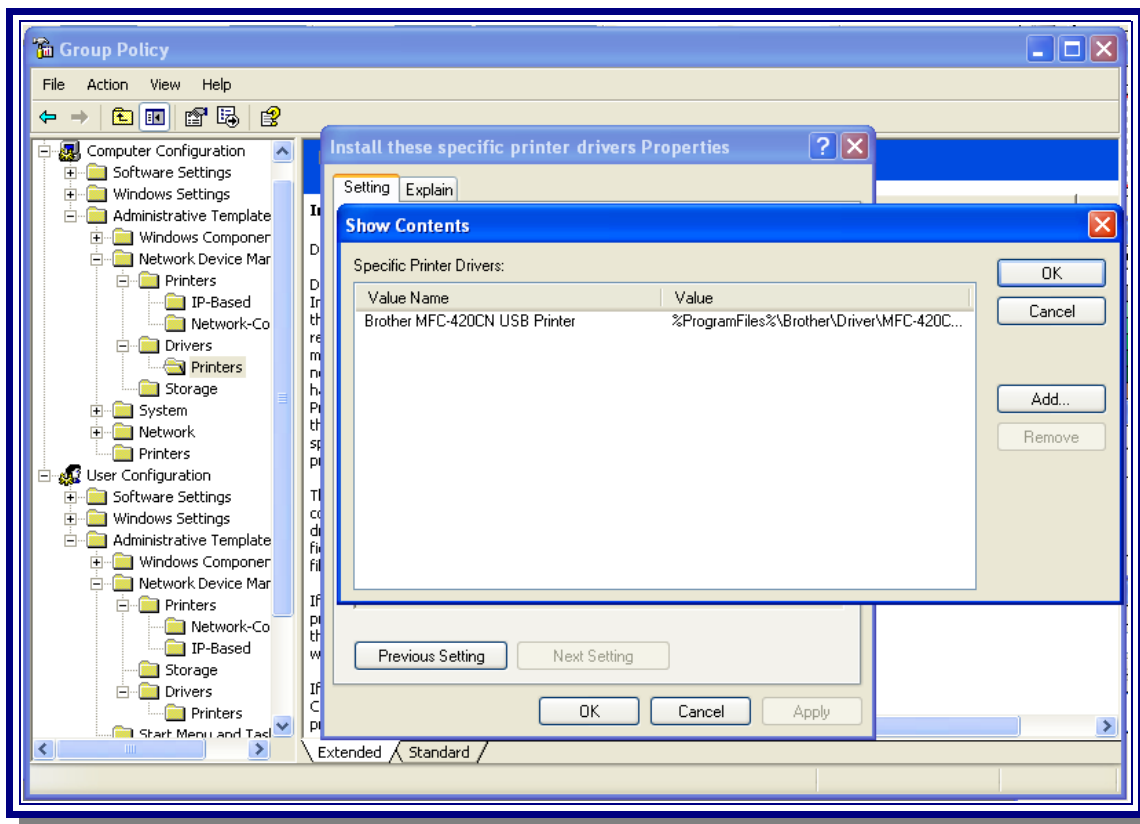 Group Policy
File Action View Help
Computer Configuration
Software Settings
Windows Settings
Administrative Template
Windows Componer
Network Device Mar
Printers
IP-Based
Network-Co
Drivers
Printers
Storage
System
Network
Printers
User Configuration
Software Settings
Windows Settings
Administrative Template
Windows Componer
Network Device Mar
Printers
Network-Co
IP-Based
Storage
Drivers
Printers
Start Menu and Tas
Install these specific printer drivers Properties
Setting Explain
Show Contents
Specific Printer Drivers:
Value Name Value
Brother MFC-420CN USB Printer %ProgramFiles%\Brother\Driver\MFC-420C...
OK
Cancel
Add...
Remove
Previous Setting Next Setting
OK Cancel Apply
Extended Standard